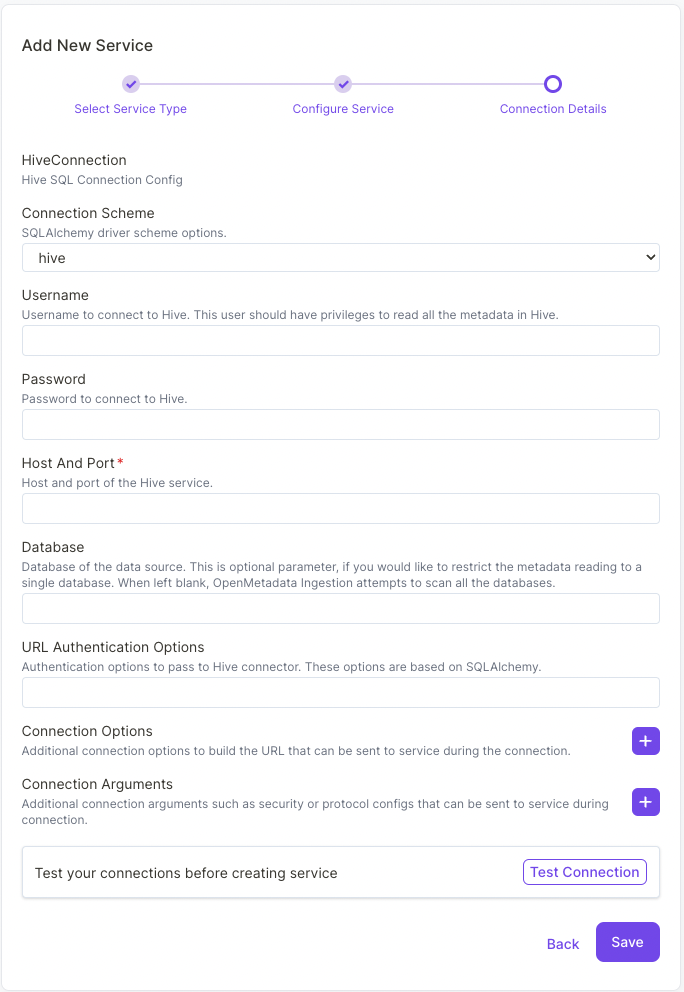 Add New Service
Select Service Type
Configure Service
Connection Details
HiveConnection
Hive SQL Connection Config
Connection Scheme
SQLAlchemy driver scheme options.
hive
Username
Username to connect to Hive. This user should have privileges to read all the metadata in Hive.
Password
Password to connect to Hive.
Host And Port*
Host and port of the Hive service.
Database
Database of the data source. This is optional parameter, if you would like to restrict the metadata reading to a
single database. When left blank, OpenMetadata Ingestion attempts to scan all the databases.
URL Authentication Options
Authentication options to pass to Hive connector. These options are based on SQLAlchemy.
Connection Options
Additional connection options to build the URL that can be sent to service during the connection.
Connection Arguments
Additional connection arguments such as security or protocol configs that can be sent to service during
connection.
Test your connections before creating service
Test Connection
Back
Save